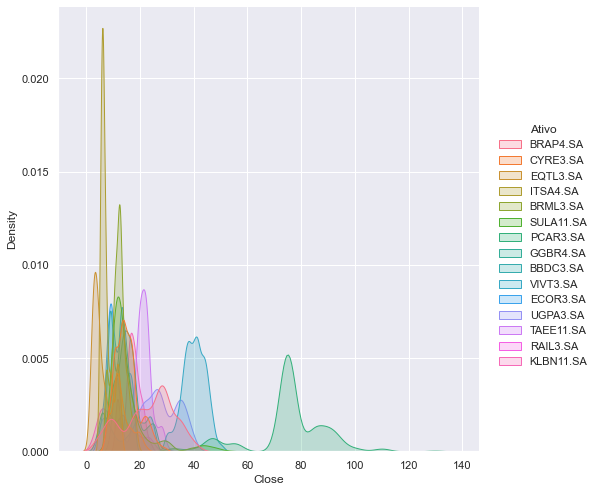 0.020
0.015
0.010
0.005
0.000
Density
0 20 40 60 80 100 120 140
Close
Ativo
BRAP4.SA
CYRE3.SA
EQTL3.SA
ITSA4.SA
BRML3.SA
SULA11.SA
PCAR3.SA
GGBR4.SA
BBDC3.SA
VIVT3.SA
ECOR3.SA
UGPA3.SA
TAEE11.SA
RAIL3.SA
KLBN11.SA